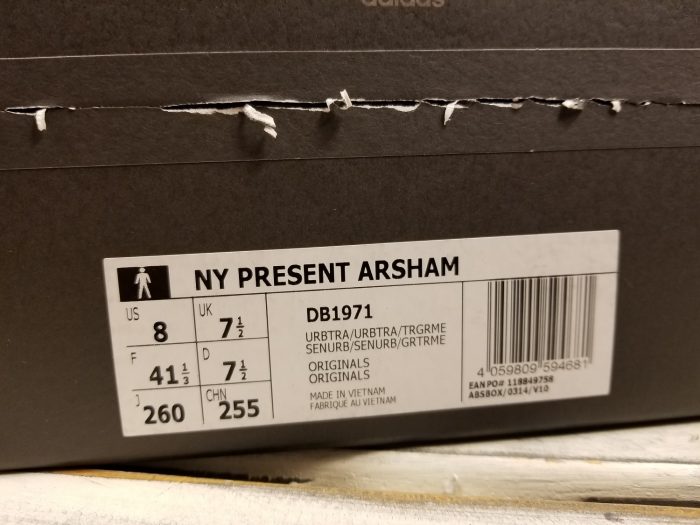 adidas
NY PRESENT ARSHAM
US 8 UK 7½
F 41⅓ D 7½
J 260 CHN 255
DB1971
URBTRA/URBTRA/TRGRME
SENURB/SENURB/GRTRME
ORIGINALS
ORIGINALS
MADE IN VIETNAM
FABRIQUÉ AU VIETNAM
4 059809 594681
EAN PO# 118849758
ABSBOX/0314/V10